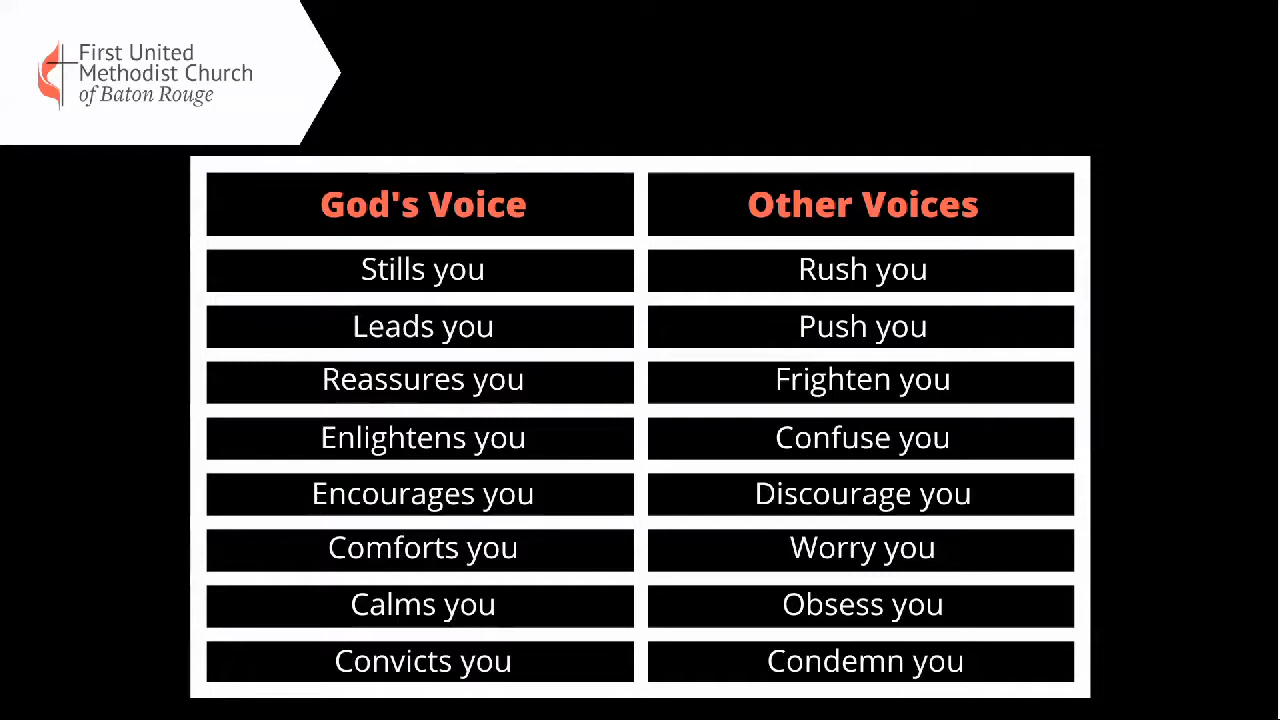 First United
Methodist Church
of Baton Rouge
God's Voice
Other Voices
Stills you
Rush you
Leads you
Push you
Reassures you
Frighten you
Enlightens you
Confuse you
Encourages you
Discourage you
Comforts you
Worry you
Calms you
Obsess you
Convicts you
Condemn you